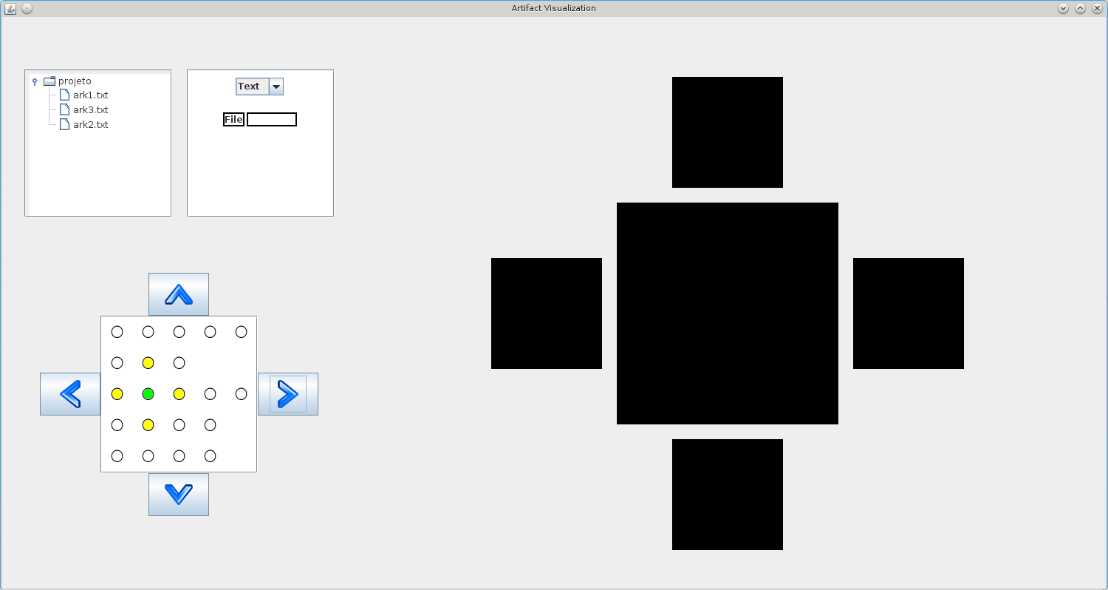 Artifact Visualization
projeto
ark1.txt
ark3.txt
ark2.txt
Text
File